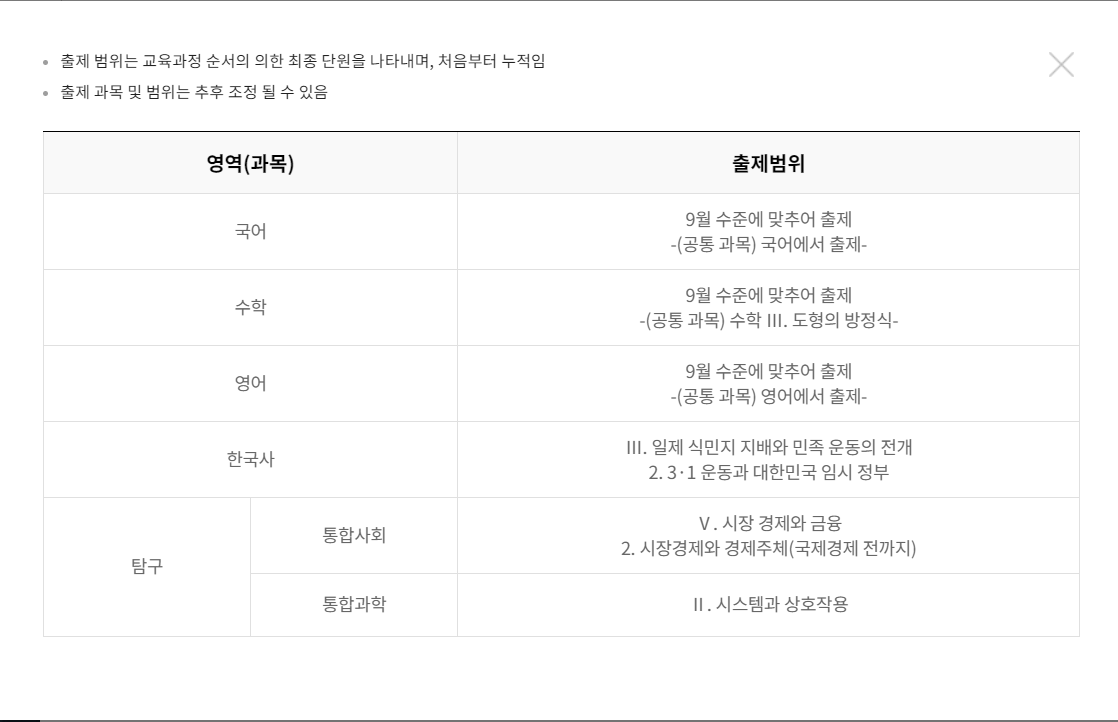 출제 범위는 교육과정 순서의 의한 최종 단원을 나타내며, 처음부터 누적임
출제 과목 및 범위는 추후 조정 될 수 있음
영역(과목) 출제범위
국어
9월 수준에 맞추어 출제
-(공통 과목) 국어에서 출제-
수학
9월 수준에 맞추어 출제
-(공통 과목) 수학 III. 도형의 방정식-
영어
9월 수준에 맞추어 출제
-(공통 과목) 영어에서 출제-
한국사
III. 일제 식민지 지배와 민족 운동의 전개
2. 3·1 운동과 대한민국 임시 정부
탐구
통합사회
V . 시장 경제와 금융
2. 시장경제와 경제주체(국제경제 전까지)
통합과학
II . 시스템과 상호작용